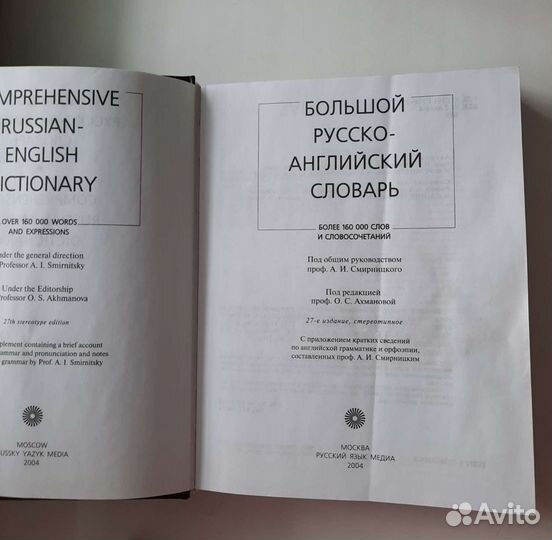 MPREHENSIVE
RUSSIAN-
ENGLISH
ICTIONARY
OVER 160 000 WORDS
AND EXPRESSIONS
nder the general direction
rofessor A. I. Smirnitsky
Under the Editorship
rofessor O. S. Akhmanova
27th stereotype edition
plement containing a brief account
rammar and pronunciation and notes
grammar by Prof. A. I. Smirnitsky
MOSCOW
USSKY YAZYK MEDIA
2004
БОЛЬШОЙ
РУССКО-
АНГЛИЙСКИЙ
СЛОВАРЬ
БОЛЕЕ 160 000 СЛОВ
И СЛОВОСОЧЕТАНИЙ
Под общим руководством
проф. А. И. Смирницкого
Под редакцией
проф. О. С. Ахмановой
27-е издание, стереотипное
С приложением кратких сведений
по английской грамматике и орфоэпии,
составленных проф. А. И. Смирницким
МОСКВА
РУССКИЙ ЯЗЫК МЕДИА
2004
Avito